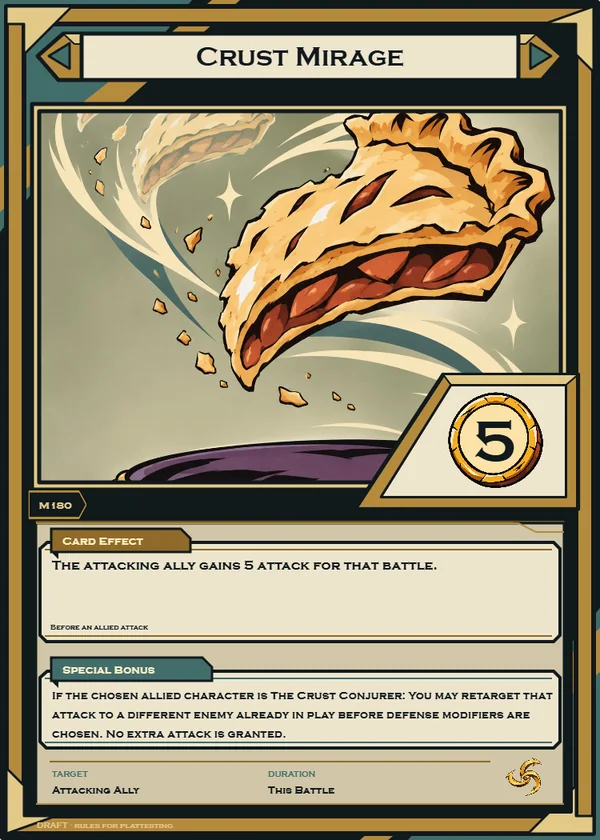 Crust Mirage
5
M180
Card Effect
The attacking ally gains 5 attack for that battle.
Before an allied attack
Special Bonus
If the chosen allied character is The Crust Conjurer: You may retarget that
attack to a different enemy already in play before defense modifiers are
chosen. No extra attack is granted.
Target
Duration
Attacking Ally
This Battle
DRAFT · Rules for playtesting